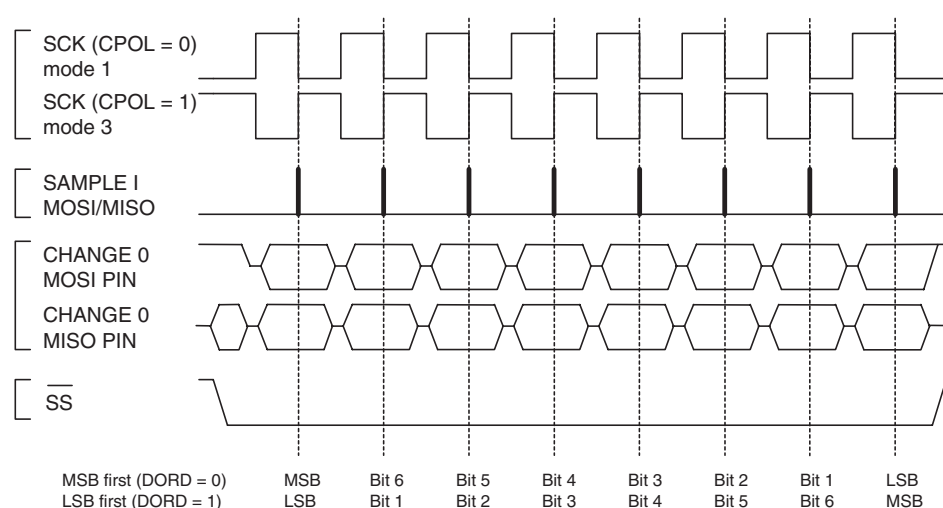 SCK (CPOL = 0)
mode 1
SCK (CPOL = 1)
mode 3
SAMPLE I
MOSI/MISO
CHANGE 0
MOSI PIN
CHANGE 0
MISO PIN
SS
MSB first (DORD = 0) MSB Bit 6 Bit 5 Bit 4 Bit 3 Bit 2 Bit 1 LSB
LSB first (DORD = 1) LSB Bit 1 Bit 2 Bit 3 Bit 4 Bit 5 Bit 6 MSB